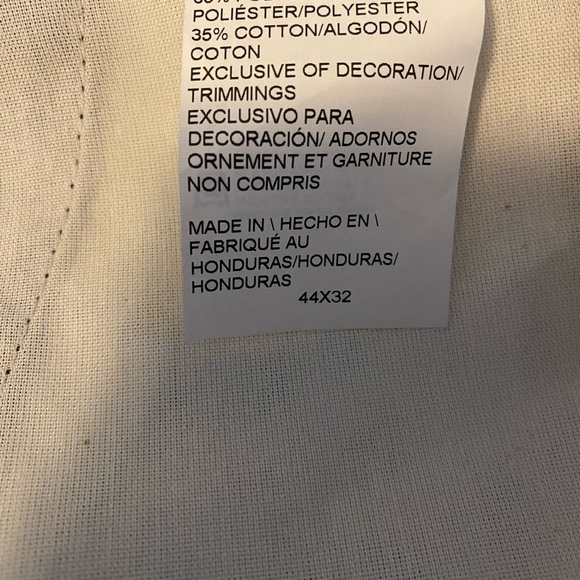 POLIÉSTER/POLYESTER
35% COTTON/ALGODÓN/
COTON
EXCLUSIVE OF DECORATION/
TRIMMINGS
EXCLUSIVO PARA
DECORACIÓN/ ADORNOS
ORNEMENT ET GARNITURE
NON COMPRIS
MADE IN \ HECHO EN \
FABRIQUÉ AU
HONDURAS/HONDURAS/
HONDURAS
44X32